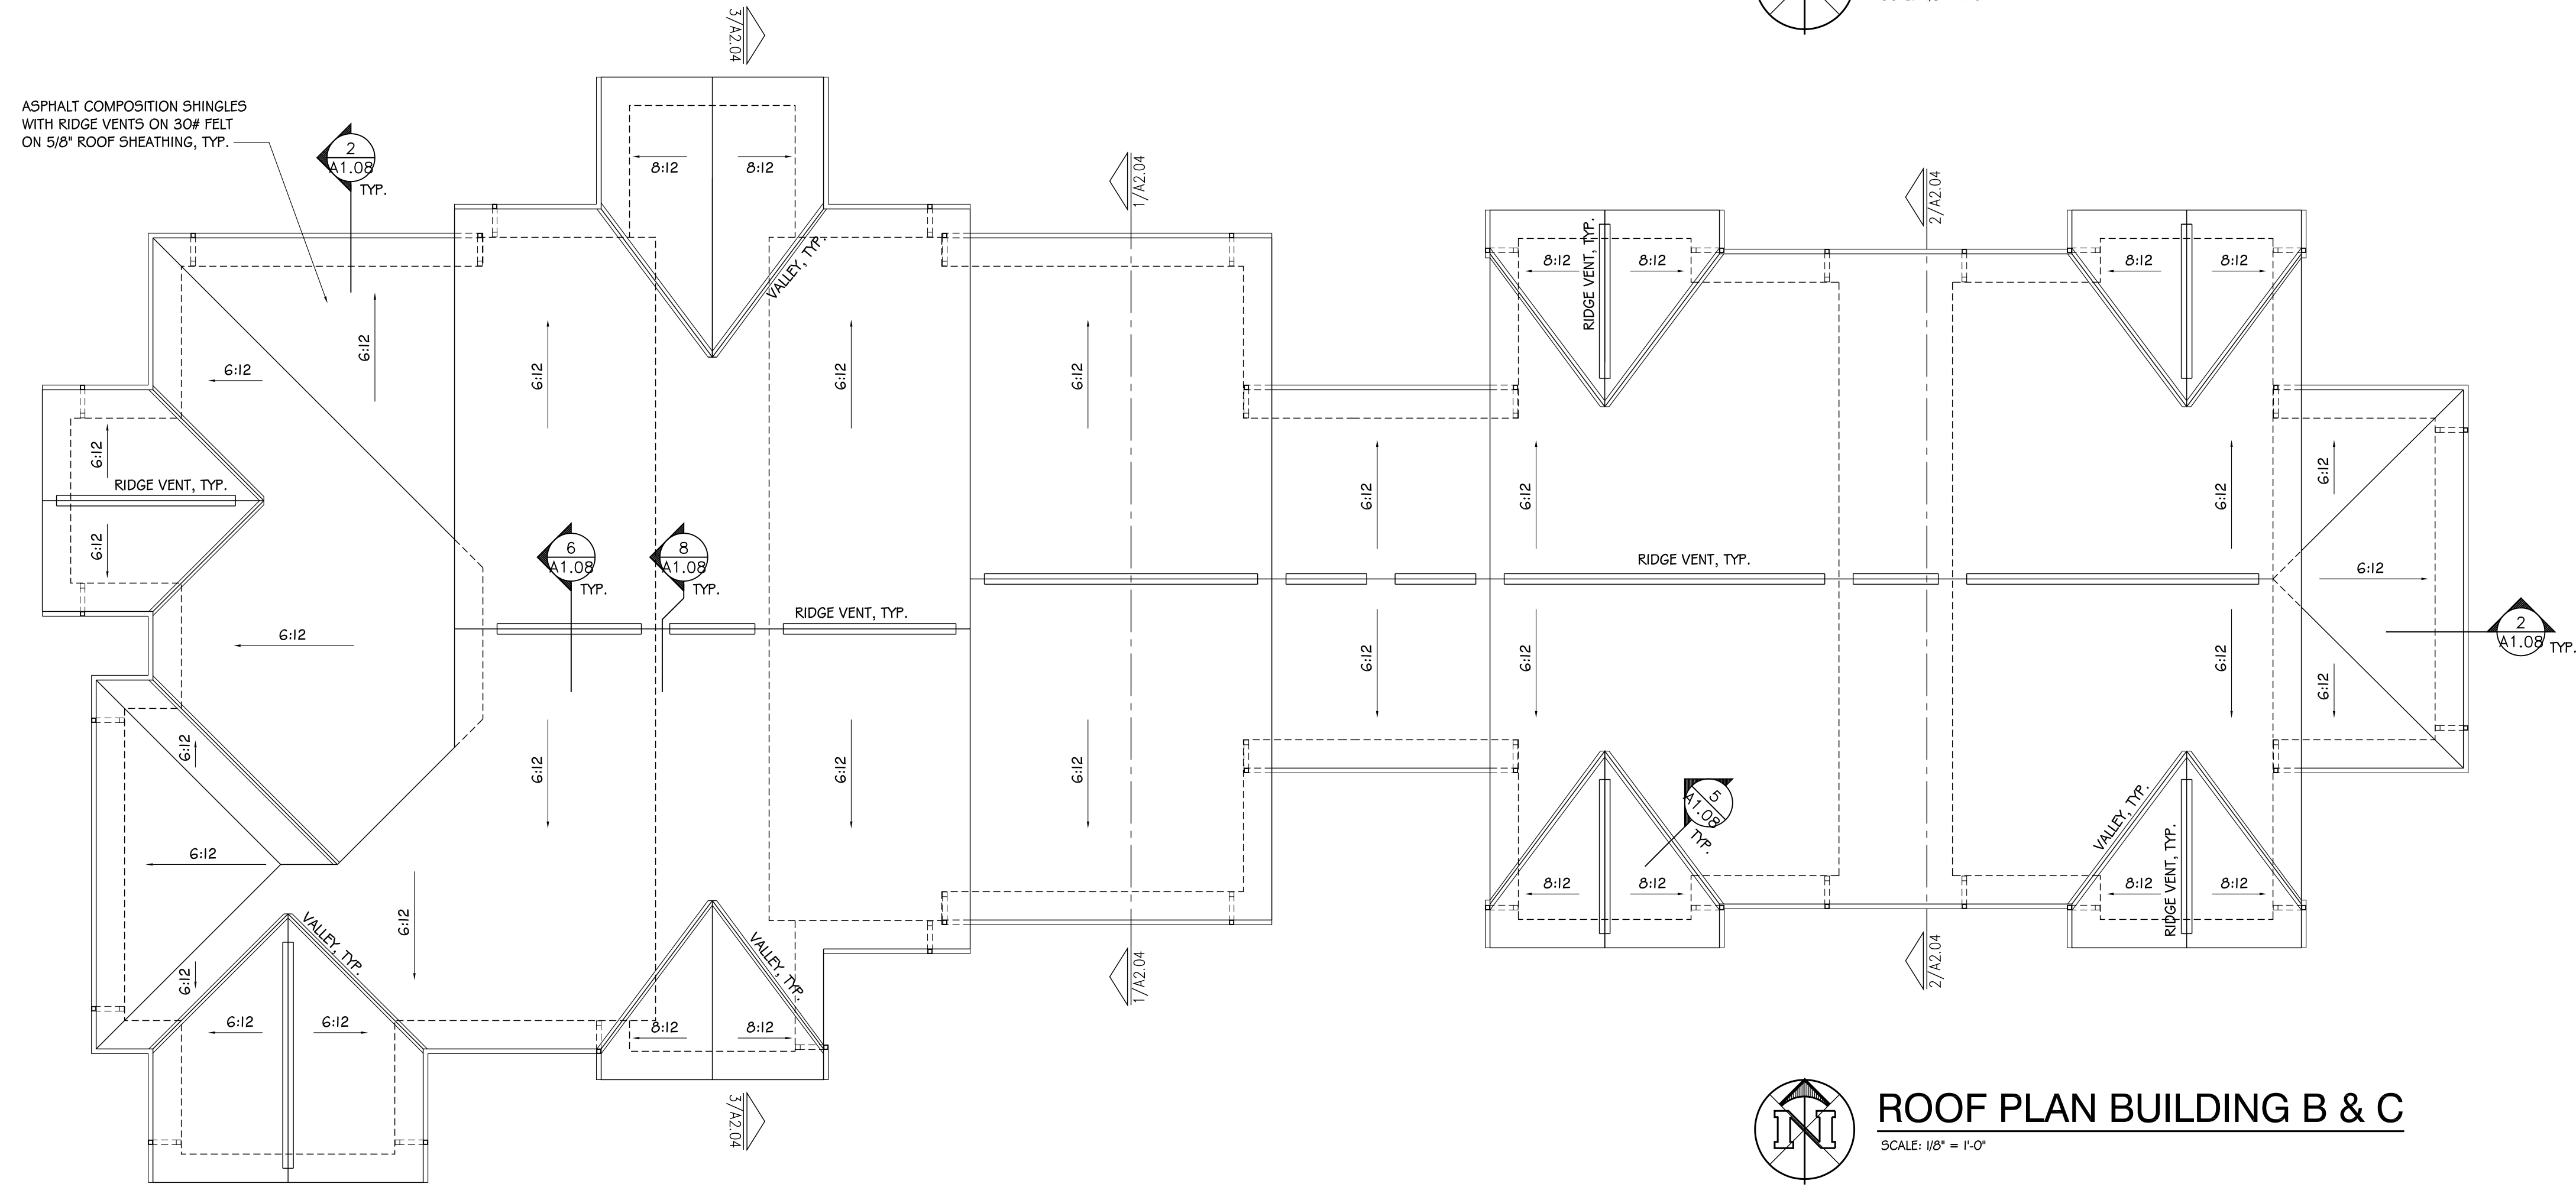 3/A2.04
ASPHALT COMPOSITION SHINGLES
WITH RIDGE VENTS ON 30# FELT
ON 5/8" ROOF SHEATHING, TYP.
2
A1.08
TYP.
8:12
8:12
VALLEY, TYP.
1/A2.04
2/A2.04
RIDGE VENT, TYP.
8:12
8:12
8:12
8:12
6:12
6:12
6:12
6:12
6:12
6:12
RIDGE VENT, TYP.
6:12
6:12
6:12
6:12
6:12
6:12
6:12
6
A1.08
TYP.
8
A1.08
TYP.
RIDGE VENT, TYP.
RIDGE VENT, TYP.
6:12
2
A1.08
TYP.
6:12
6:12
6:12
6:12
6:12
6:12
6:12
6:12
6:12
6:12
6:12
6:12
6:12
VALLEY, TYP.
6:12
6:12
VALLEY, TYP.
8:12
8:12
5
A1.08
TYP.
8:12
8:12
VALLEY, TYP.
RIDGE VENT, TYP.
8:12
8:12
1/A2.04
2/A2.04
3/A2.04
N
ROOF PLAN BUILDING B & C
SCALE: 1/8" = 1'-0"